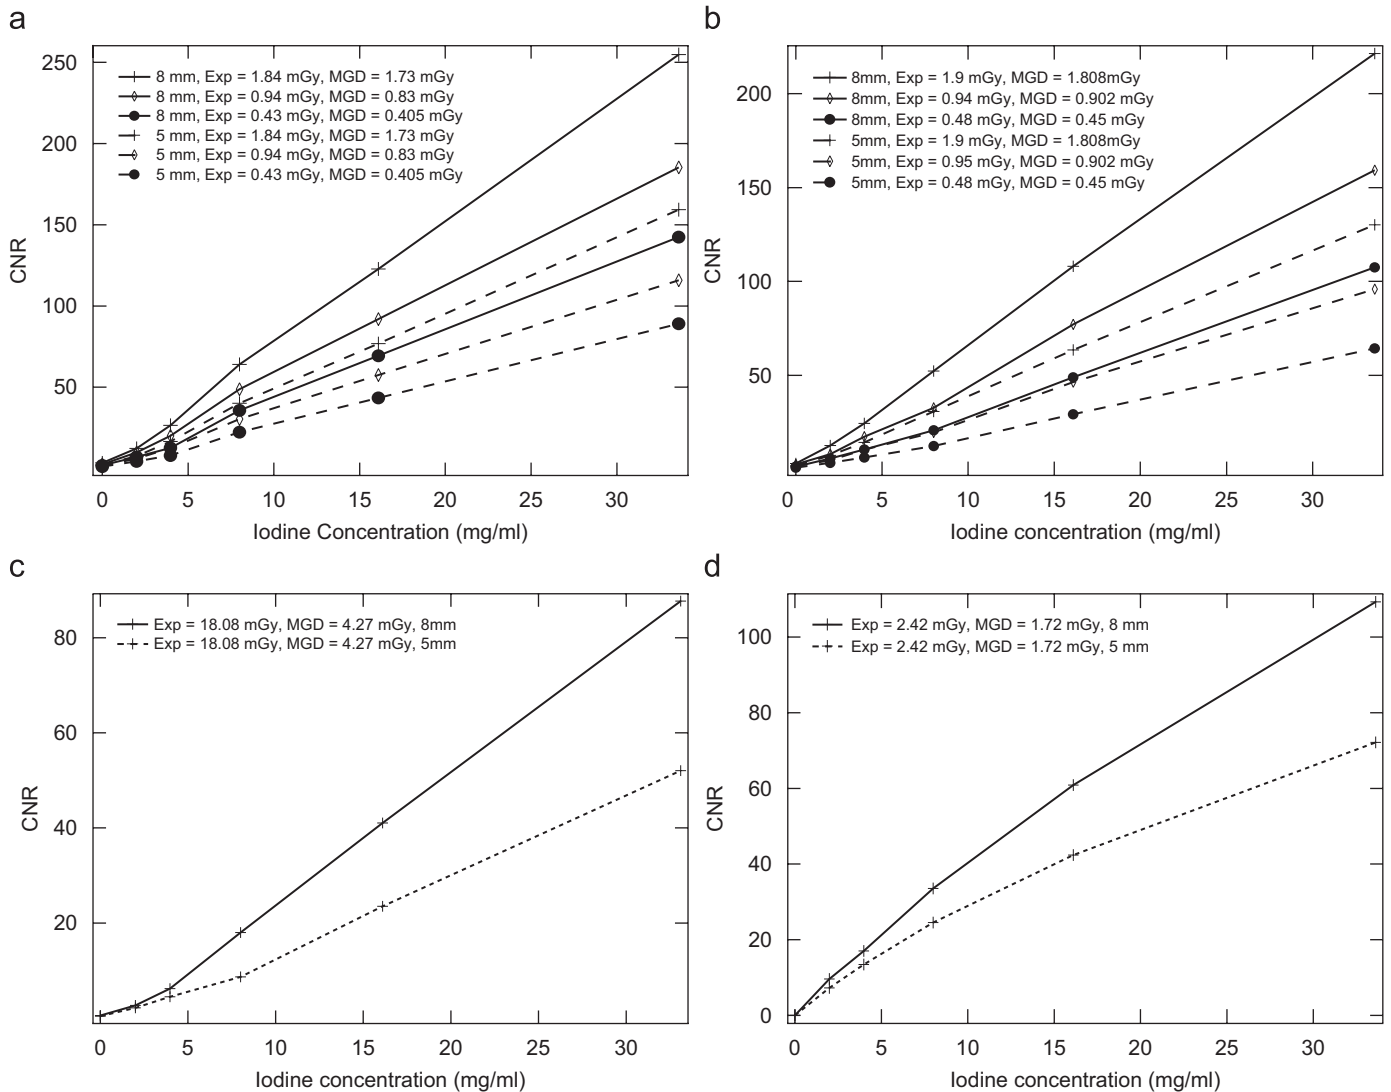 a
250
200
150
100
50
CNR
8 mm, Exp = 1.84 mGy, MGD = 1.73 mGy
8 mm, Exp = 0.94 mGy, MGD = 0.83 mGy
8 mm, Exp = 0.43 mGy, MGD = 0.405 mGy
5 mm, Exp = 1.84 mGy, MGD = 1.73 mGy
5 mm, Exp = 0.94 mGy, MGD = 0.83 mGy
5 mm, Exp = 0.43 mGy, MGD = 0.405 mGy
0 5 10 15 20 25 30
Iodine Concentration (mg/ml)
b
200
150
100
50
CNR
8mm, Exp = 1.9 mGy, MGD = 1.808mGy
8mm, Exp = 0.94 mGy, MGD = 0.902 mGy
8mm, Exp = 0.48 mGy, MGD = 0.45 mGy
5mm, Exp = 1.9 mGy, MGD = 1.808mGy
5mm, Exp = 0.95 mGy, MGD = 0.902 mGy
5mm, Exp = 0.48 mGy, MGD = 0.45 mGy
0 5 10 15 20 25 30
Iodine concentration (mg/ml)
c
80
60
40
20
CNR
Exp = 18.08 mGy, MGD = 4.27 mGy, 8mm
Exp = 18.08 mGy, MGD = 4.27 mGy, 5mm
0 5 10 15 20 25 30
Iodine concentration (mg/ml)
d
100
80
60
40
20
0
CNR
Exp = 2.42 mGy, MGD = 1.72 mGy, 8 mm
Exp = 2.42 mGy, MGD = 1.72 mGy, 5 mm
0 5 10 15 20 25 30
Iodine concentration (mg/ml)